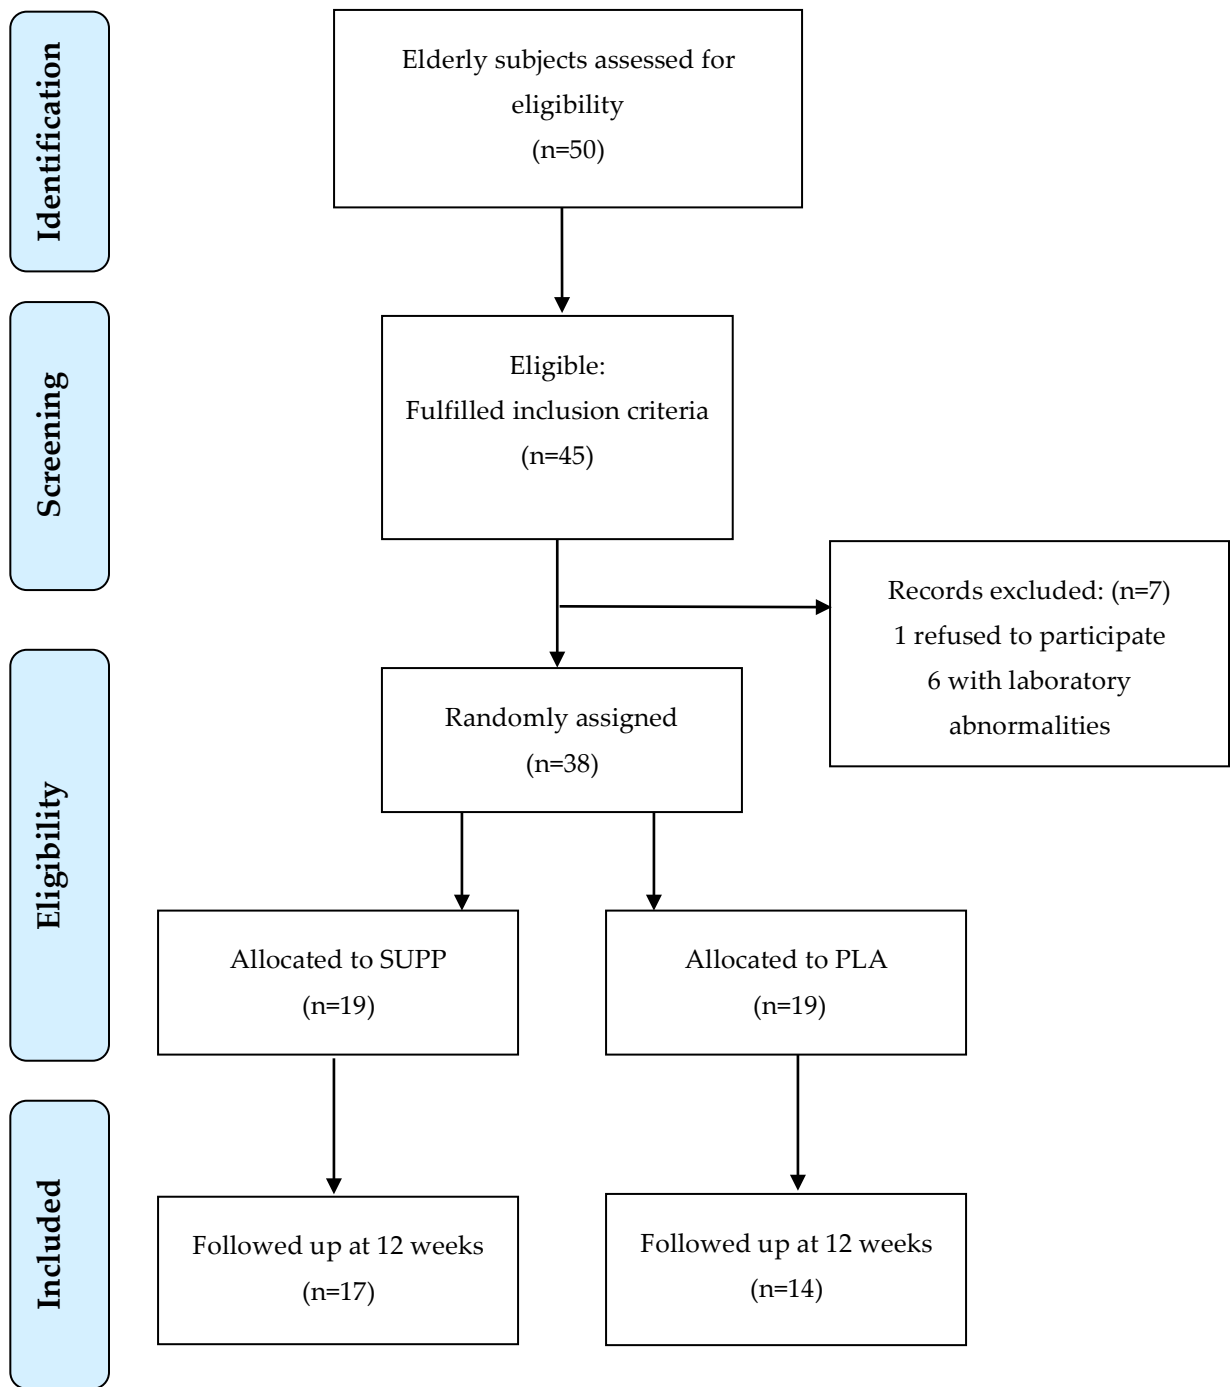 Identification
Elderly subjects assessed for
eligibility
(n=50)
Screening
Eligible:
Fulfilled inclusion criteria
(n=45)
Records excluded: (n=7)
1 refused to participate
6 with laboratory
abnormalities
Eligibility
Randomly assigned
(n=38)
Allocated to SUPP
(n=19)
Allocated to PLA
(n=19)
Included
Followed up at 12 weeks
(n=17)
Followed up at 12 weeks
(n=14)